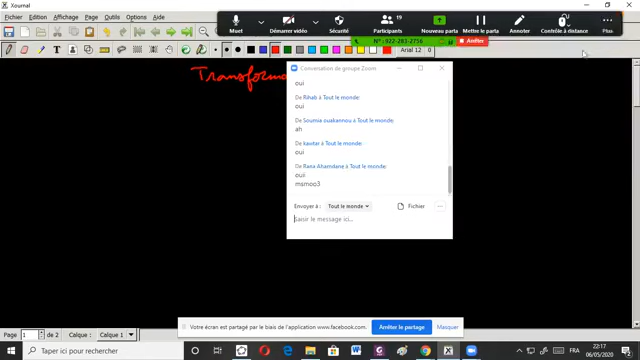 Xournal
Fichier Édition Affichage Journal Outils Options Aide
Muet
Démarrer vidéo
Sécurité
Participants
19
Nouveau parta
Mettre le parta
Annoter
Contrôle à distance
Plus
N° : 922-283-2756
Arrêter
Arial 12
Transforma
Conversation de groupe Zoom
oui
De Rihab à Tout le monde:
oui
De Soumia ouakannou à Tout le monde:
ah
De kawtar à Tout le monde:
oui
De Rana Ahamdane à Tout le monde:
ouii
msmoo3
Envoyer à : Tout le monde Fichier
Saisir le message ici...
Votre écran est partagé par le biais de l'application www.facebook.com.
Arrêter le partage
Masquer
Page 1 de 2 Calque : Calque 1
Taper ici pour rechercher
FRA
22:17
06/05/2020